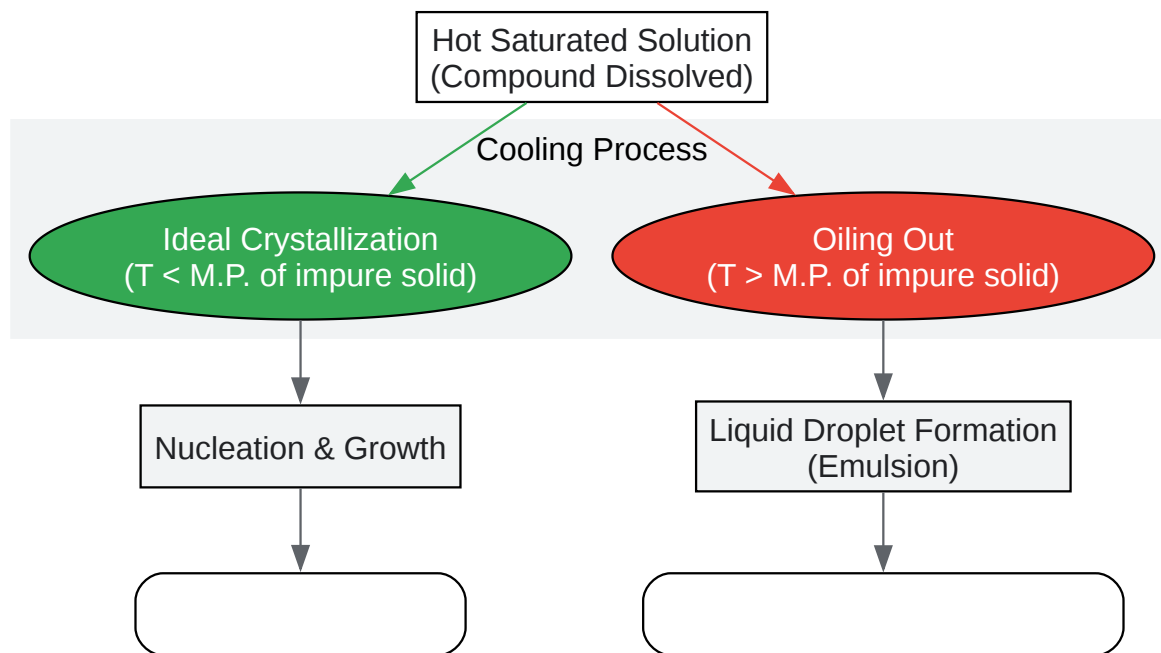 Hot Saturated Solution
(Compound Dissolved)
Cooling Process
Ideal Crystallization
(T < M.P. of impure solid)
Oiling Out
(T > M.P. of impure solid)
Nucleation & Growth
Liquid Droplet Formation
(Emulsion)